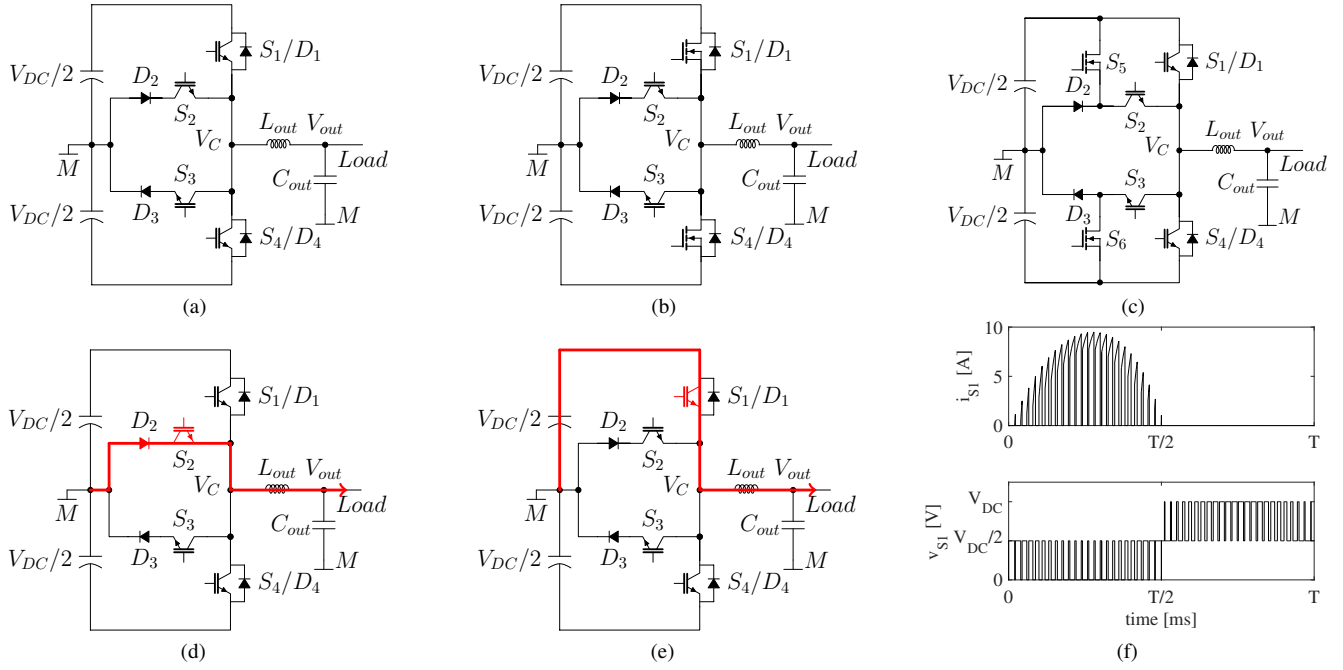 V_DC/2
D_2
S_2
S_1/D_1
L_out V_out
V_C
M
Load
S_3
C_out
V_DC/2
D_3
M
S_4/D_4
(a)
V_DC/2
D_2
S_2
S_1/D_1
L_out V_out
V_C
M
Load
S_3
C_out
V_DC/2
D_3
M
S_4/D_4
(b)
V_DC/2
S_5
S_1/D_1
D_2
S_2
L_out V_out
V_C
M
Load
S_3
C_out
V_DC/2
D_3
M
S_6
S_4/D_4
(c)
V_DC/2
D_2
S_2
S_1/D_1
L_out V_out
V_C
M
Load
S_3
C_out
V_DC/2
D_3
M
S_4/D_4
(d)
V_DC/2
D_2
S_2
S_1/D_1
L_out V_out
V_C
M
Load
S_3
C_out
V_DC/2
D_3
M
S_4/D_4
(e)
10
5
0
i_S1 [A]
0 T/2 T
V_DC
V_DC/2
0
v_S1 [V]
0 T/2 T
time [ms]
(f)